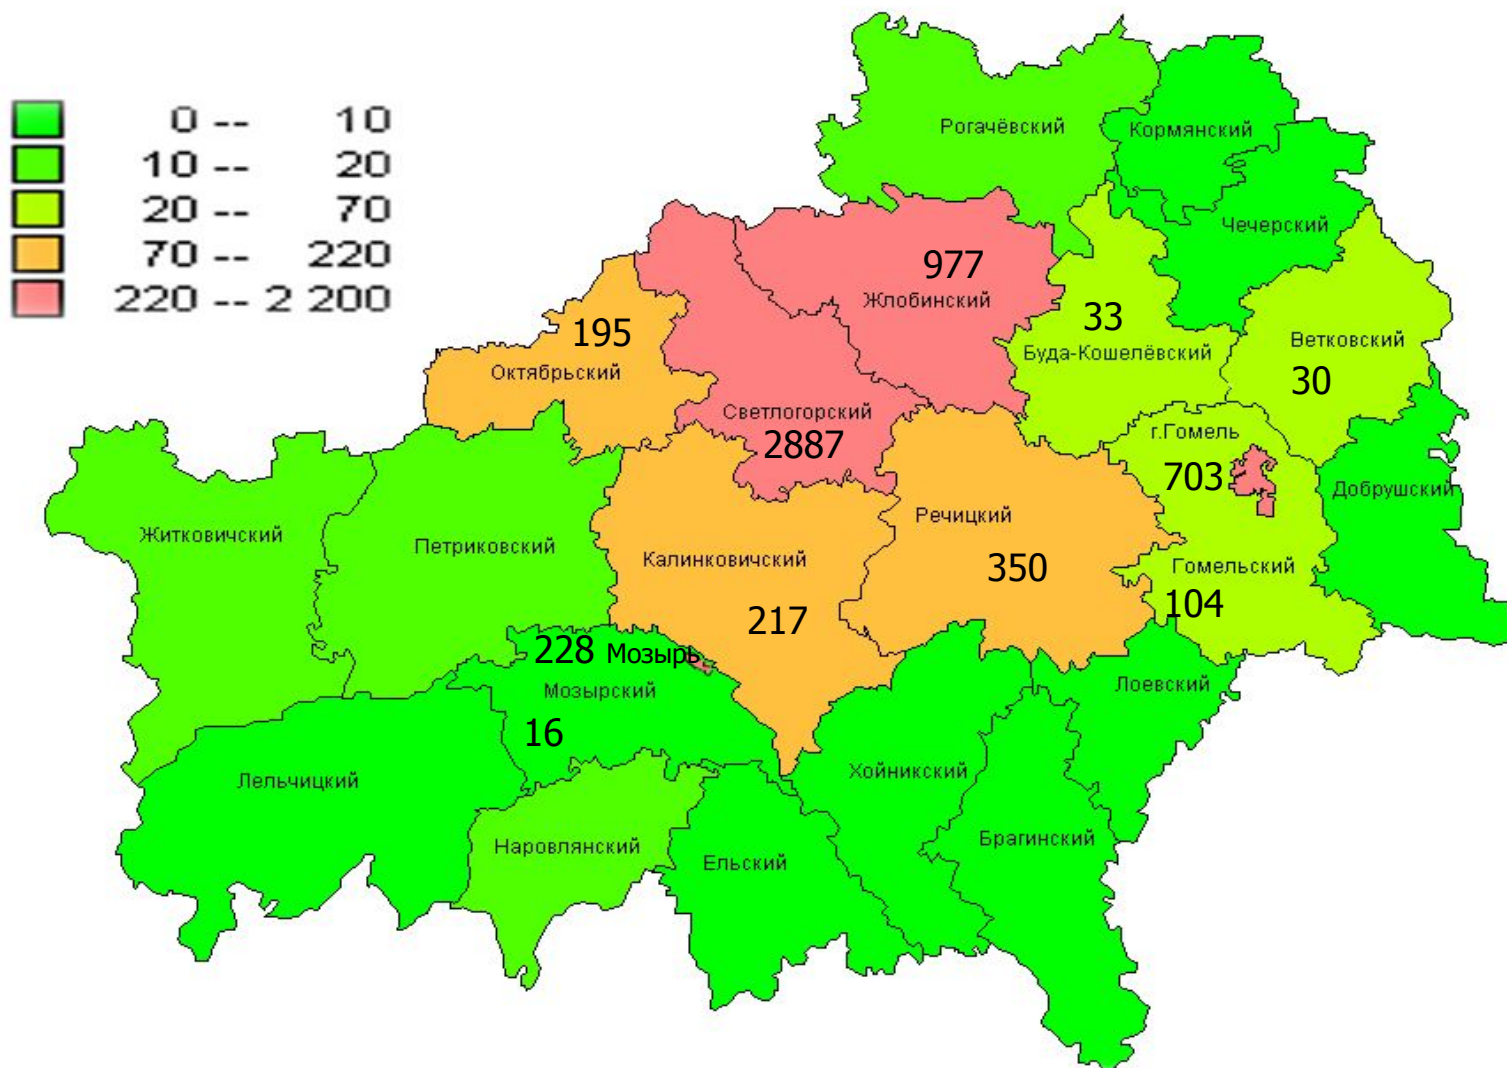 0 -- 10
10 -- 20
20 -- 70
70 -- 220
220 -- 2 200
Рогачёвский
Кормянский
Чечерский
977
Жлобинский
33
Буда-Кошелёвский
Ветковский
30
195
Октябрьский
Светлогорский
2887
г.Гомель
703
Добрушский
Житковичский
Петриковский
Калинковичский
217
Речицкий
350
Гомельский
104
228 Мозырь
Мозырский
16
Лоевский
Лельчицкий
Хойникский
Наровлянский
Ельский
Брагинский